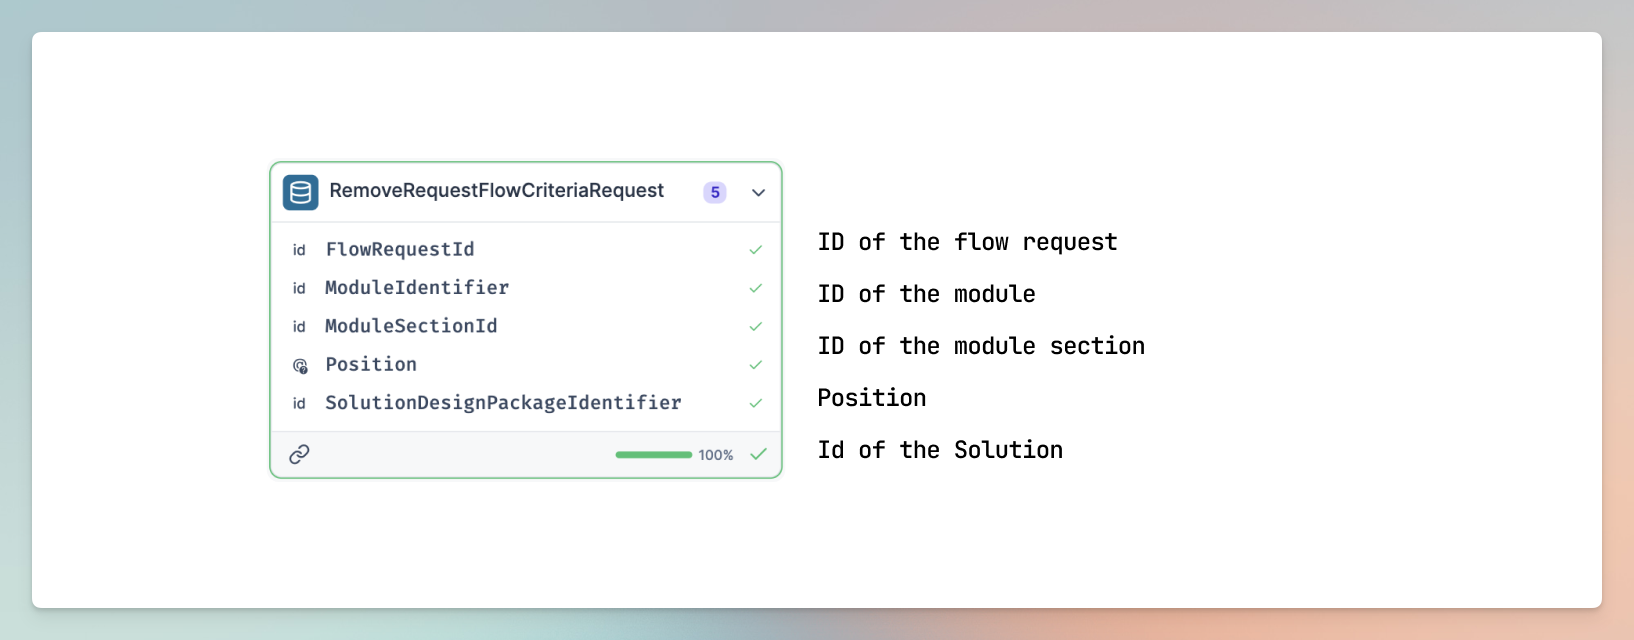 RemoveRequestFlowCriteriaRequest 5
id FlowRequestId
id ModuleIdentifier
id ModuleSectionId
Position
id SolutionDesignPackageIdentifier
100%
ID of the flow request
ID of the module
ID of the module section
Position
Id of the Solution